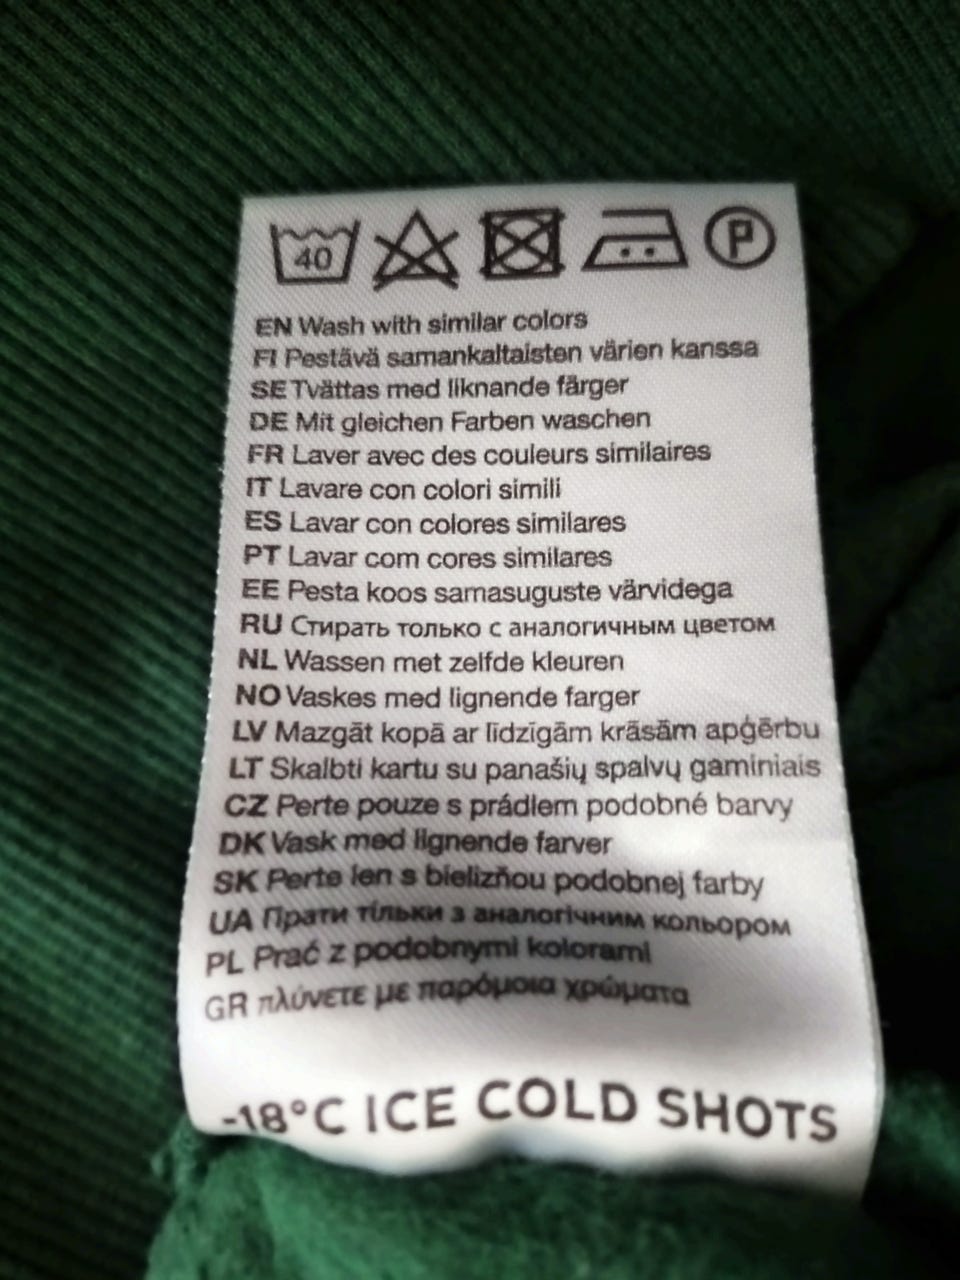 40 P
EN Wash with similar colors
FI Pestävä samankaltaisten värien kanssa
SE Tvättas med liknande färger
DE Mit gleichen Farben waschen
FR Laver avec des couleurs similaires
IT Lavare con colori simili
ES Lavar con colores similares
PT Lavar com cores similares
EE Pesta koos samasuguste värvidega
RU Стирать только с аналогичным цветом
NL Wassen met zelfde kleuren
NO Vaskes med lignende farger
LV Mazgāt kopā ar līdzīgām krāsām apģērbu
LT Skalbti kartu su panašių spalvų gaminiais
CZ Perte pouze s prádlem podobné barvy
DK Vask med lignende farver
SK Perte len s bielizňou podobnej farby
UA Прати тільки з аналогічним кольором
PL Prać z podobnymi kolorami
GR πλύνετε με παρόμοια χρώματα
-18°C ICE COLD SHOTS